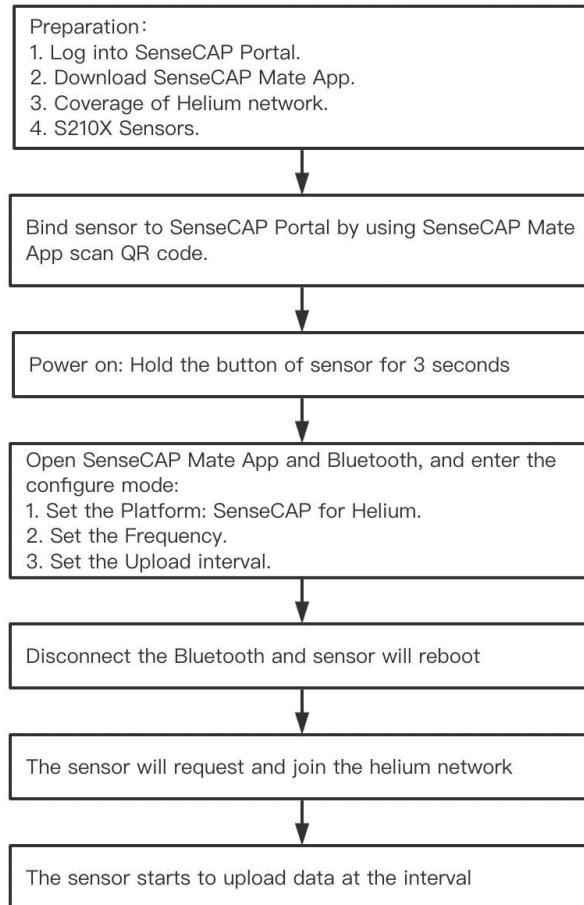 Preparation：
1. Log into SenseCAP Portal.
2. Download SenseCAP Mate App.
3. Coverage of Helium network.
4. S210X Sensors.
Bind sensor to SenseCAP Portal by using SenseCAP Mate
App scan QR code.
Power on: Hold the button of sensor for 3 seconds
Open SenseCAP Mate App and Bluetooth, and enter the
configure mode:
1. Set the Platform: SenseCAP for Helium.
2. Set the Frequency.
3. Set the Upload interval.
Disconnect the Bluetooth and sensor will reboot
The sensor will request and join the helium network
The sensor starts to upload data at the interval